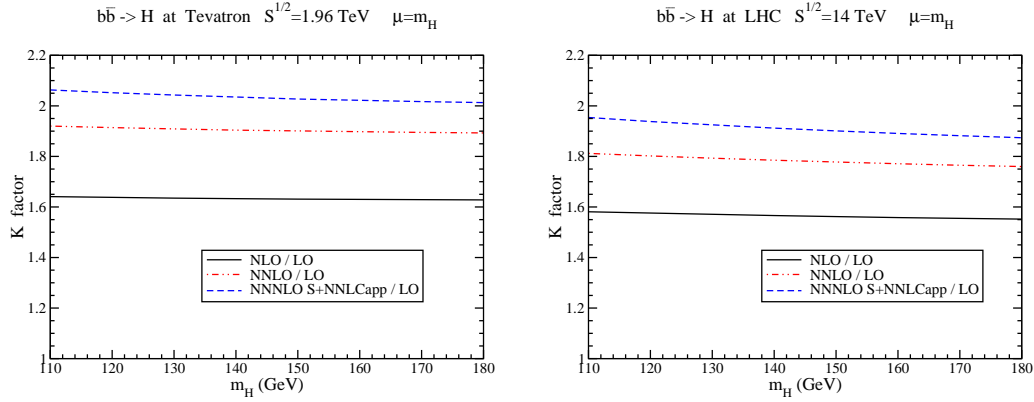 bb̄ -> H at Tevatron S^1/2=1.96 TeV μ=m_H
2.2
2
1.8
1.6
1.4
1.2
1
K factor
NLO / LO
NNLO / LO
NNNLO S+NNLCapp / LO
110 120 130 140 150 160 170 180
m_H (GeV)
bb̄ -> H at LHC S^1/2=14 TeV μ=m_H
2.2
2
1.8
1.6
1.4
1.2
1
K factor
NLO / LO
NNLO / LO
NNNLO S+NNLCapp / LO
110 120 130 140 150 160 170 180
m_H (GeV)